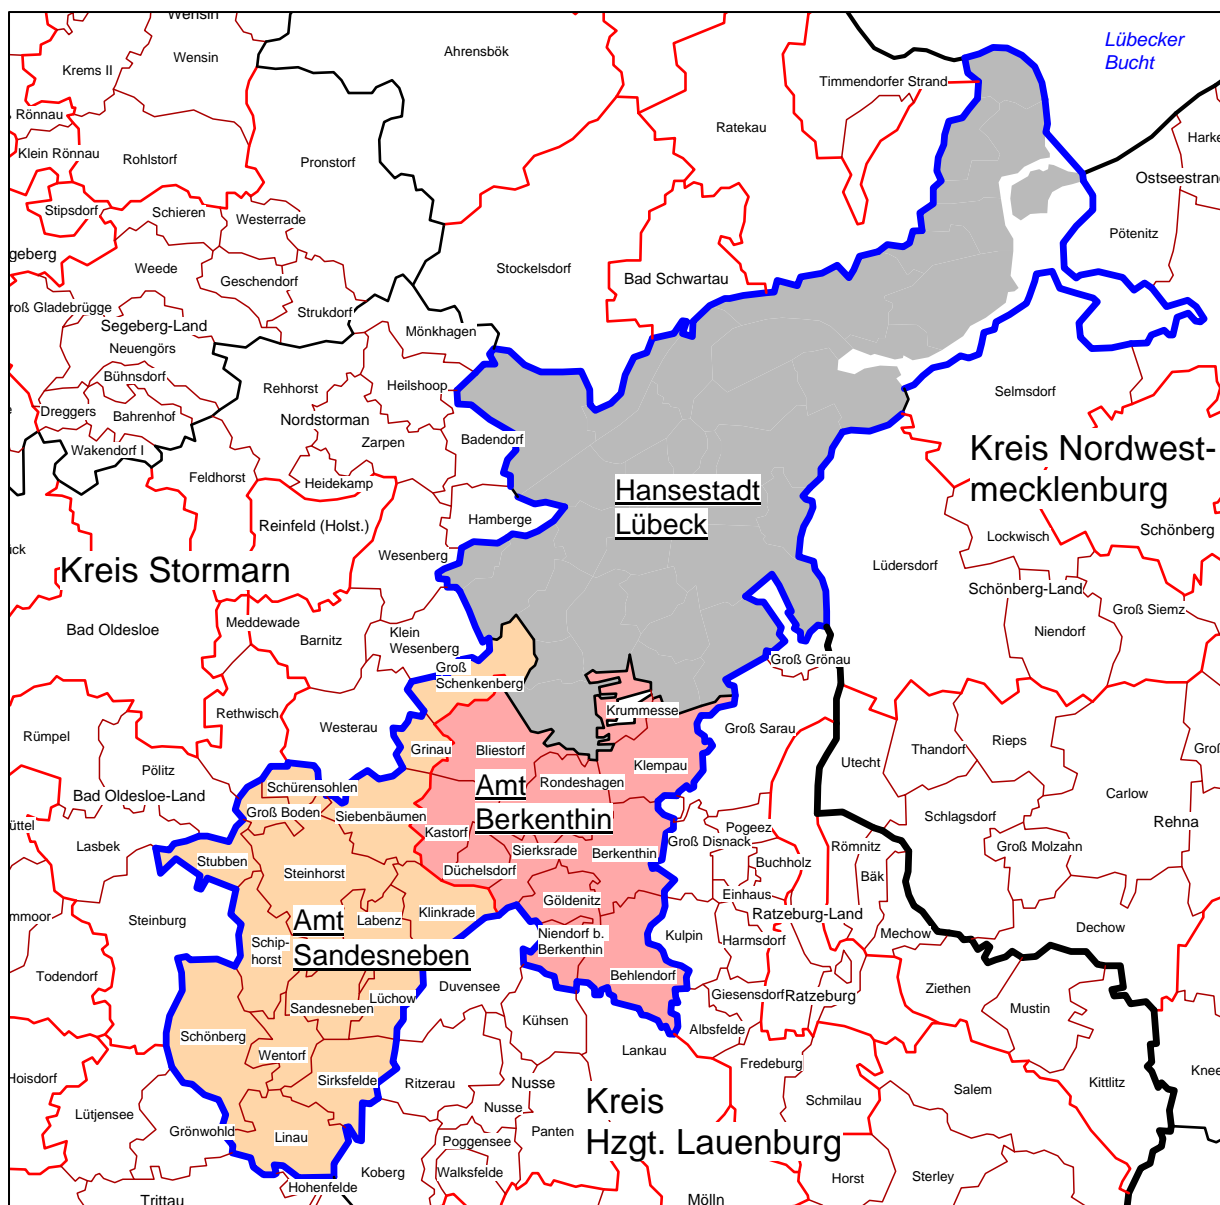 Wensin
Wensin
Krems II
Ahrensbök
Lübecker
Bucht
Timmendorfer Strand
Rönnau
Klein Rönnau
Rohlstorf
Pronstorf
Ratekau
Harke
Ostseestrand
Stipsdorf
Schieren
Westerrade
Pötenitz
geberg
Weede
Geschendorf
Stockelsdorf
Bad Schwartau
roß Gladebrügge
Strukdorf
Segeberg-Land
Mönkhagen
Neuengörs
Bühnsdorf
Rehhorst
Heilshoop
Selmsdorf
Dreggers
Bahrenhof
Nordstorman
Zarpen
Badendorf
Wakendorf I
Kreis Nordwest-
mecklenburg
Feldhorst
Heidekamp
Hansestadt
Lübeck
Reinfeld (Holst.)
Hamberge
Schönberg
Lockwisch
ück
Wesenberg
Kreis Stormarn
Lüdersdorf
Schönberg-Land
Groß Siemz
Niendorf
Bad Oldesloe
Meddewade
Barnitz
Klein
Wesenberg
Groß
Schenkenberg
Groß Grönau
Rethwisch
Westerau
Krummesse
Groß Sarau
Rümpel
Grinau
Bliestorf
Thandorf
Rieps
Groß
Pölitz
Klempau
Utecht
Schürensohlen
Rondeshagen
Bad Oldesloe-Land
Amt
Berkenthin
Carlow
Groß Boden
Siebenbäumen
Schlagsdorf
Rehna
üttel
Kastorf
Pogeez
Lasbek
Sierksrade
Berkenthin
Groß Disnack
Römnitz
Groß Molzahn
Stubben
Buchholz
Steinhorst
Düchelsdorf
Bäk
Göldenitz
Einhaus
mmoor
Steinburg
Amt
Sandesneben
Labenz
Klinkrade
Ratzeburg-Land
Dechow
Schip-
horst
Niendorf b.
Berkenthin
Kulpin
Harmsdorf
Mechow
Todendorf
Behlendorf
Duvensee
Lüchow
Giesensdorf
Ratzeburg
Ziethen
Sandesneben
Mustin
Kühsen
Albsfelde
Schönberg
Lankau
Wentorf
Fredeburg
Hoisdorf
Sirksfelde
Ritzerau
Nusse
Salem
Kittlitz
Knee
Kreis
Hzgt. Lauenburg
Lütjensee
Nusse
Schmilau
Grönwohld
Linau
Panten
Poggensee
Koberg
Walksfelde
Horst
Sterley
Hohenfelde
Trittau
Mölln